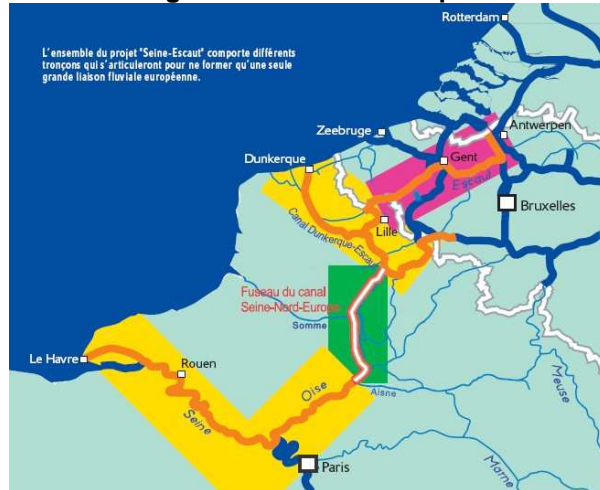 Rotterdam
L'ensemble du projet "Seine-Escaut" comporte différents
tronçons qui s'articuleront pour ne former qu'une seule
grande liaison fluviale européenne.
Antwerpen
Zeebruge
Dunkerque
Gent
Escaut
Bruxelles
Lille
Canal Dunkerque-Escaut
Fuseau du canal
Seine-Nord-Europe
Somme
Le Havre
Rouen
Oise
Aisne
Meuse
Seine
Paris
Marne